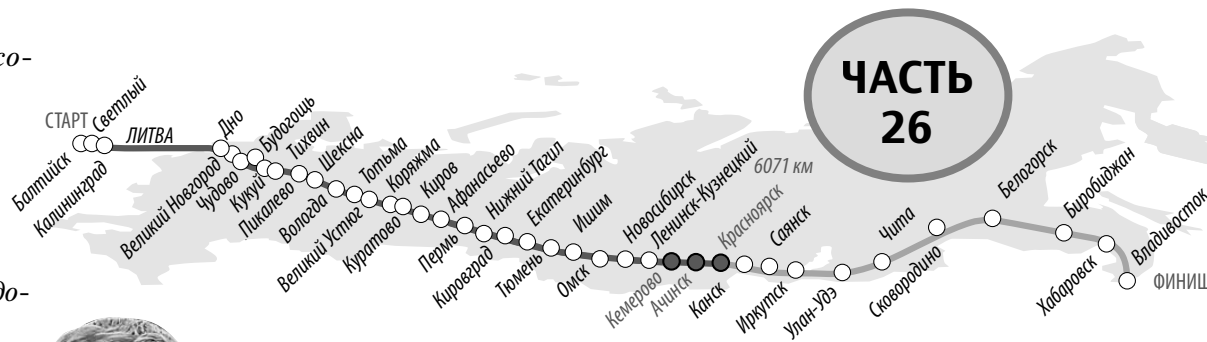 со-
ЧАСТЬ
26
СТАРТ
Балтийск
Светлый
Калининград
ЛИТВА
Дно
Великий Новгород
Чудово
Будогощь
Кукуй
Тихвин
Пикалево
Шексна
Вологда
Тотьма
Великий Устюг
Коряжма
Куратово
Киров
Афанасьево
Пермь
Нижний Тагил
Кировград
Екатеринбург
Тюмень
Ишим
Омск
Новосибирск
Ленинск-Кузнецкий
Кемерово
Ачинск
Красноярск
6071 км
Канск
Саянск
Иркутск
Улан-Удэ
Чита
Сковородино
Белогорск
Биробиджан
Хабаровск
Владивосток
ФИНИШ
до-